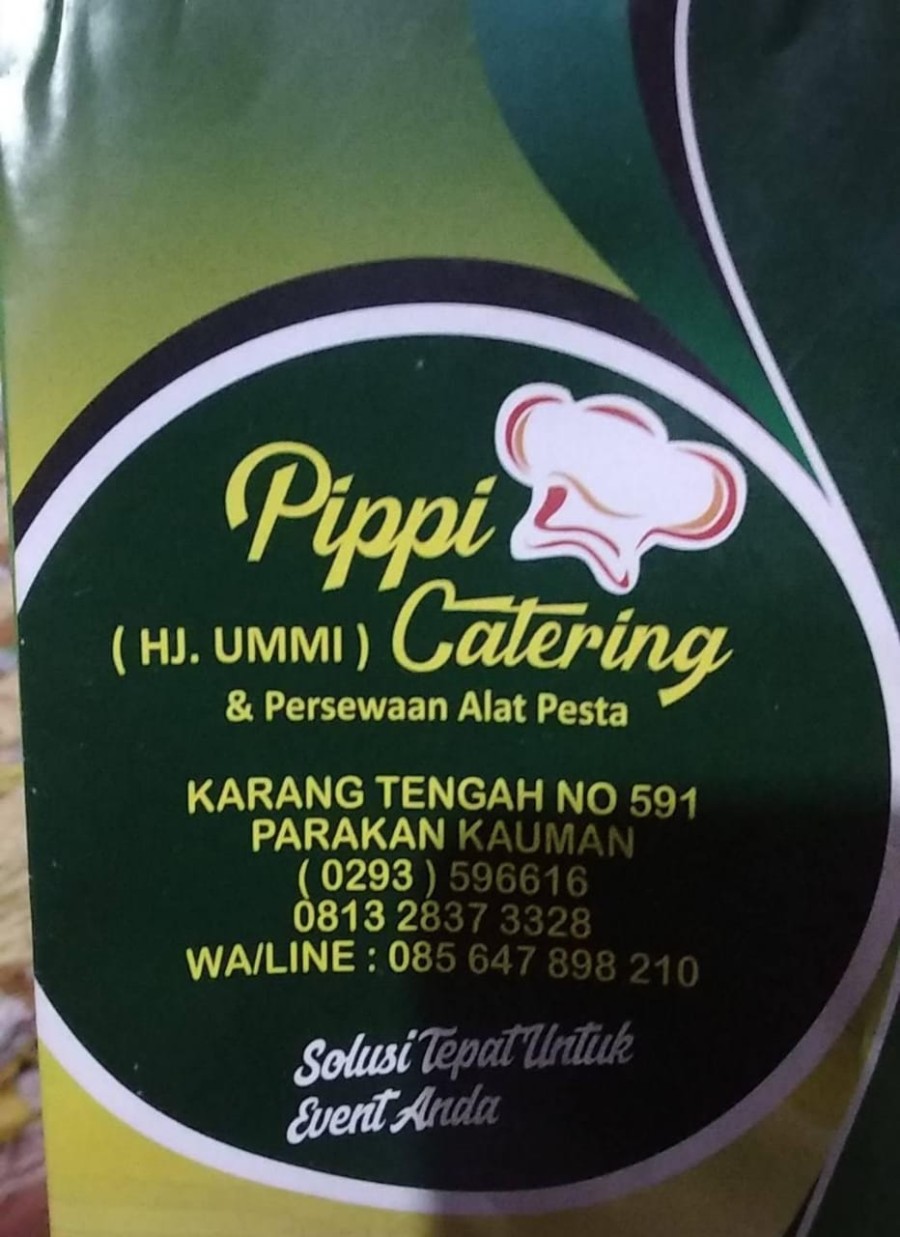 Pippi
( HJ. UMMI ) Catering
& Persewaan Alat Pesta
KARANG TENGAH NO 591
PARAKAN KAUMAN
( 0293 ) 596616
0813 2837 3328
WA/LINE : 085 647 898 210
Solusi Tepat Untuk
Event Anda